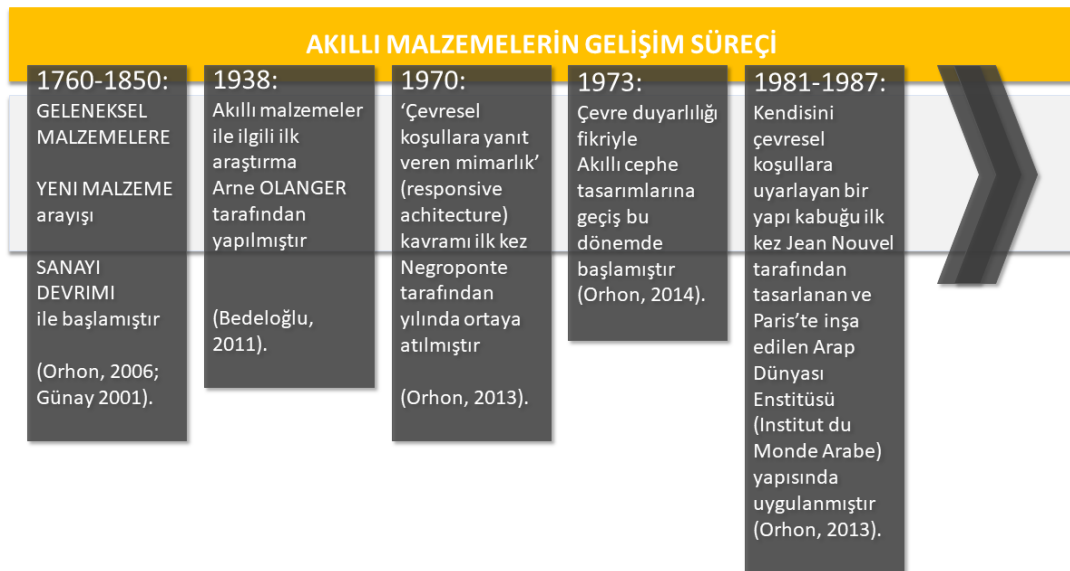 AKILLI MALZEMELERİN GELİŞİM SÜREÇİ
1760-1850:
GELENEKSEL
MALZEMELERE
YENI MALZEME
arayışı
SANAYI
DEVRIMI
ile başlamıştır
(Orhon, 2006;
Günay 2001).
1938:
Akıllı malzemeler
ile ilgili ilk
araştırma
Arne OLANGER
tarafından
yapılmıştır
(Bedeloğlu,
2011).
1970:
‘Çevresel
koşullara yanıt
veren mimarlık’
(responsive
achitecture)
kavramı ilk kez
Negroponte
tarafından
yılında ortaya
atılmıştır
(Orhon, 2013).
1973:
Çevre duyarlılığı
fikriyle
Akıllı cephe
tasarımlarına
geçiş bu
dönemde
başlamıştır
(Orhon, 2014).
1981-1987:
Kendisini
çevresel
koşullara
uyarlayan bir
yapı kabuğu ilk
kez Jean Nouvel
tarafından
tasarlanan ve
Paris’te inşa
edilen Arap
Dünyası
Enstitüsü
(Institut du
Monde Arabe)
yapısında
uygulanmıştır
(Orhon, 2013).